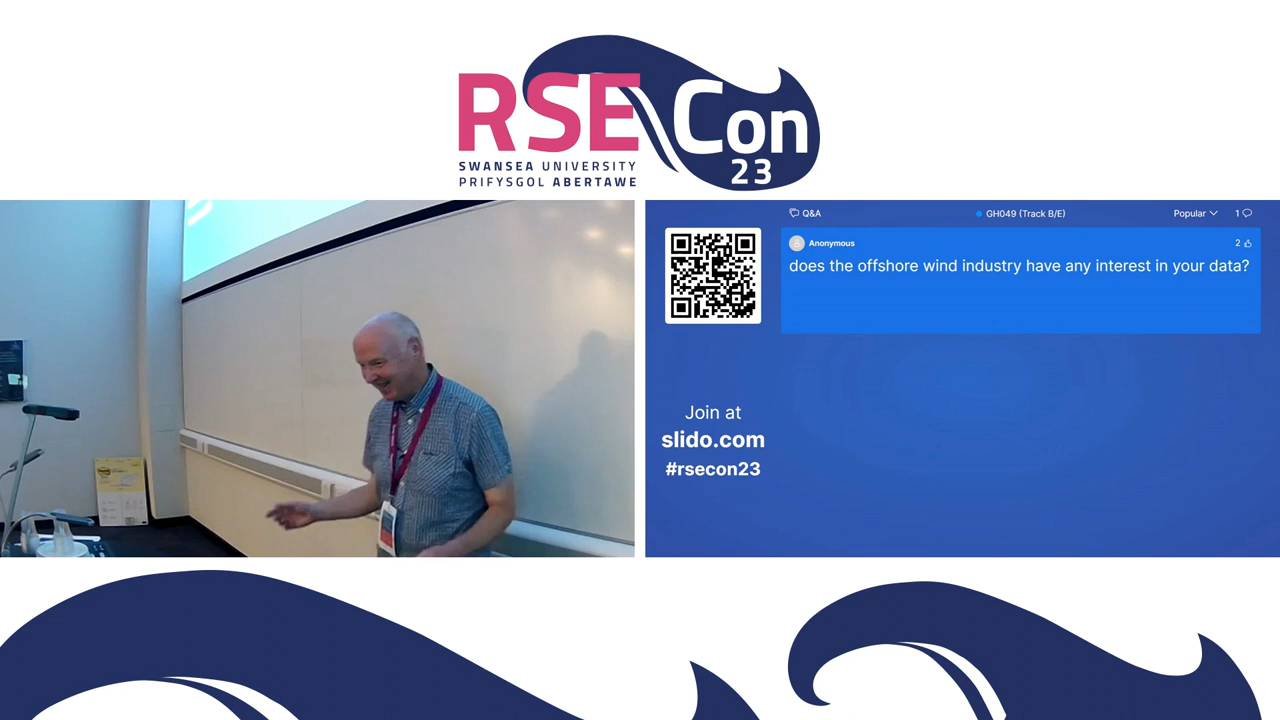 RSE Con
23
SWANSEA UNIVERSITY
PRIFYSGOL ABERTAWE
Q&A
GH049 (Track B/E)
Popular
1
Anonymous
2
does the offshore wind industry have any interest in your data?
Join at
slido.com
#rsecon23